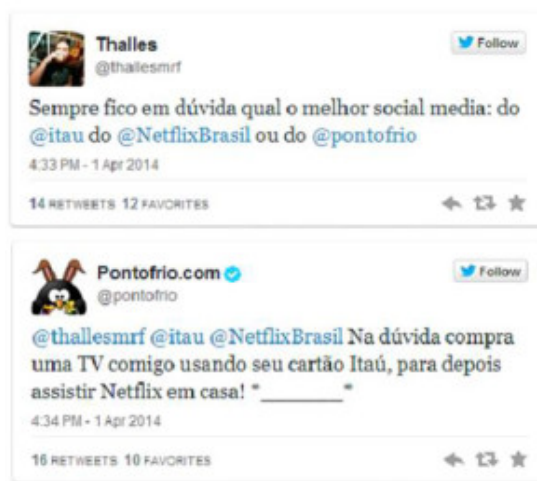 Thalles
Follow
@thallesmrf
Sempre fico em dúvida qual o melhor social media: do
@itau do @NetflixBrasil ou do @pontofrio
4:33 PM - 1 Apr 2014
14 RETWEETS 12 FAVORITES
Pontofrio.com
Follow
@pontofrio
@thallesmrf @itau @NetflixBrasil Na dúvida compra
uma TV comigo usando seu cartão Itaú, para depois
assistir Netflix em casa! *________*
4:34 PM - 1 Apr 2014
16 RETWEETS 10 FAVORITES